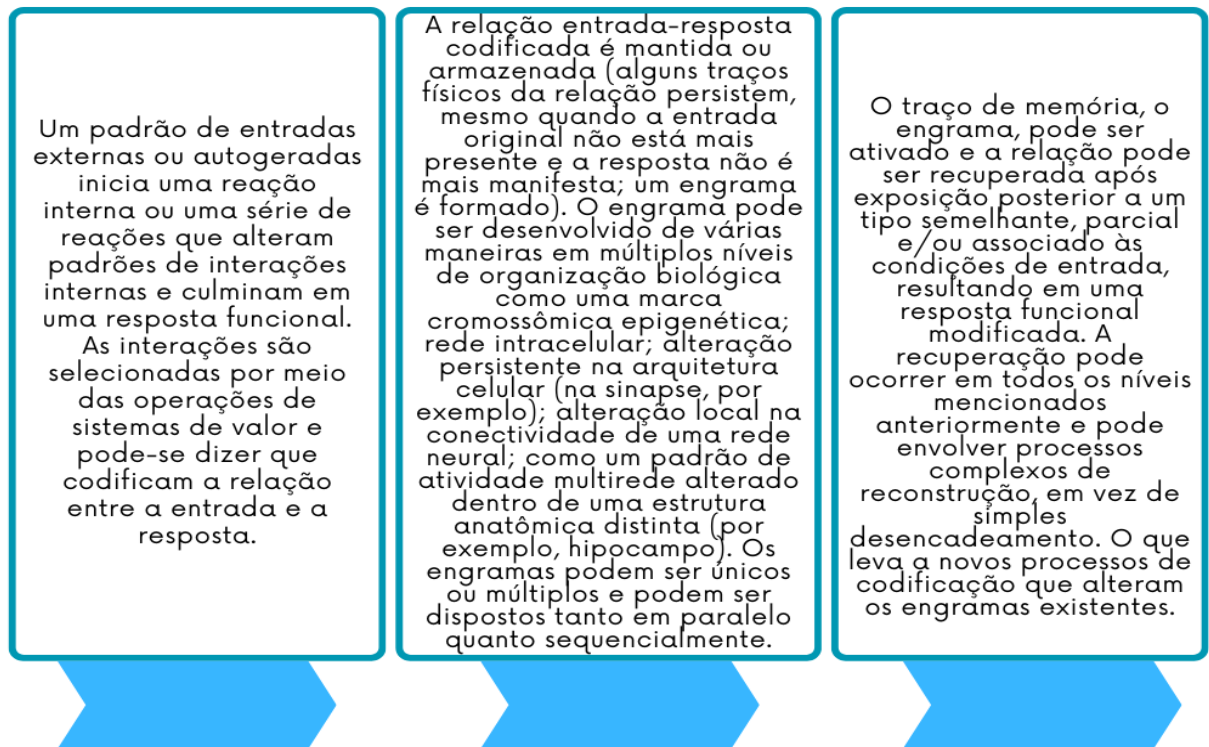 Um padrão de entradas
externas ou autogeradas
inicia uma reação
interna ou uma série de
reações que alteram
padrões de interações
internas e culminam em
uma resposta funcional.
As interações são
selecionadas por meio
das operações de
sistemas de valor e
pode-se dizer que
codificam a relação
entre a entrada e a
resposta.
A relação entrada-resposta
codificada é mantida ou
armazenada (alguns traços
físicos da relação persistem,
mesmo quando a entrada
original não está mais
presente e a resposta não é
mais manifesta; um engrama
é formado). O engrama pode
ser desenvolvido de várias
maneiras em múltiplos níveis
de organização biológica
como uma marca
cromossômica epigenética;
rede intracelular; alteração
persistente na arquitetura
celular (na sinapse, por
exemplo); alteração local na
conectividade de uma rede
neural; como um padrão de
atividade multirede alterado
dentro de uma estrutura
anatômica distinta (por
exemplo, hipocampo). Os
engramas podem ser únicos
ou múltiplos e podem ser
dispostos tanto em paralelo
quanto sequencialmente.
O traço de memória, o
engrama, pode ser
ativado e a relação pode
ser recuperada após
exposição posterior a um
tipo semelhante, parcial
e/ou associado às
condições de entrada,
resultando em uma
resposta funcional
modificada. A
recuperação pode
ocorrer em todos os níveis
mencionados
anteriormente e pode
envolver processos
complexos de
reconstrução, em vez de
simples
desencadeamento. O que
leva a novos processos de
codificação que alteram
os engramas existentes.